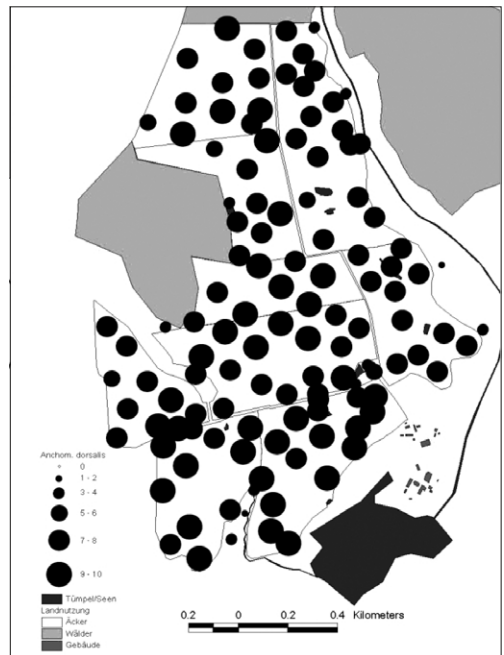 Anchom. dorsalis
0
1 - 2
3 - 4
5 - 6
7 - 8
9 - 10
Tümpel/Seen
Landnutzung
Äcker
Wälder
Gebäude
0.2 0 0.2 0.4 Kilometers